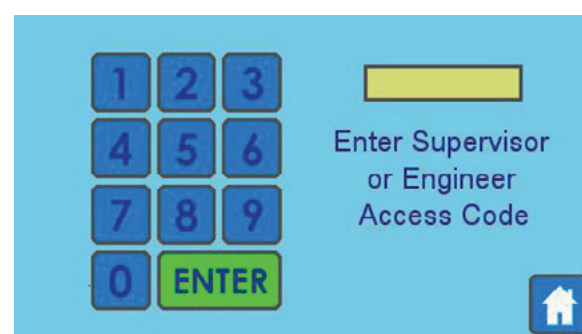 1 2 3
4 5 6
7 8 9
0 ENTER
Enter Supervisor
or Engineer
Access Code